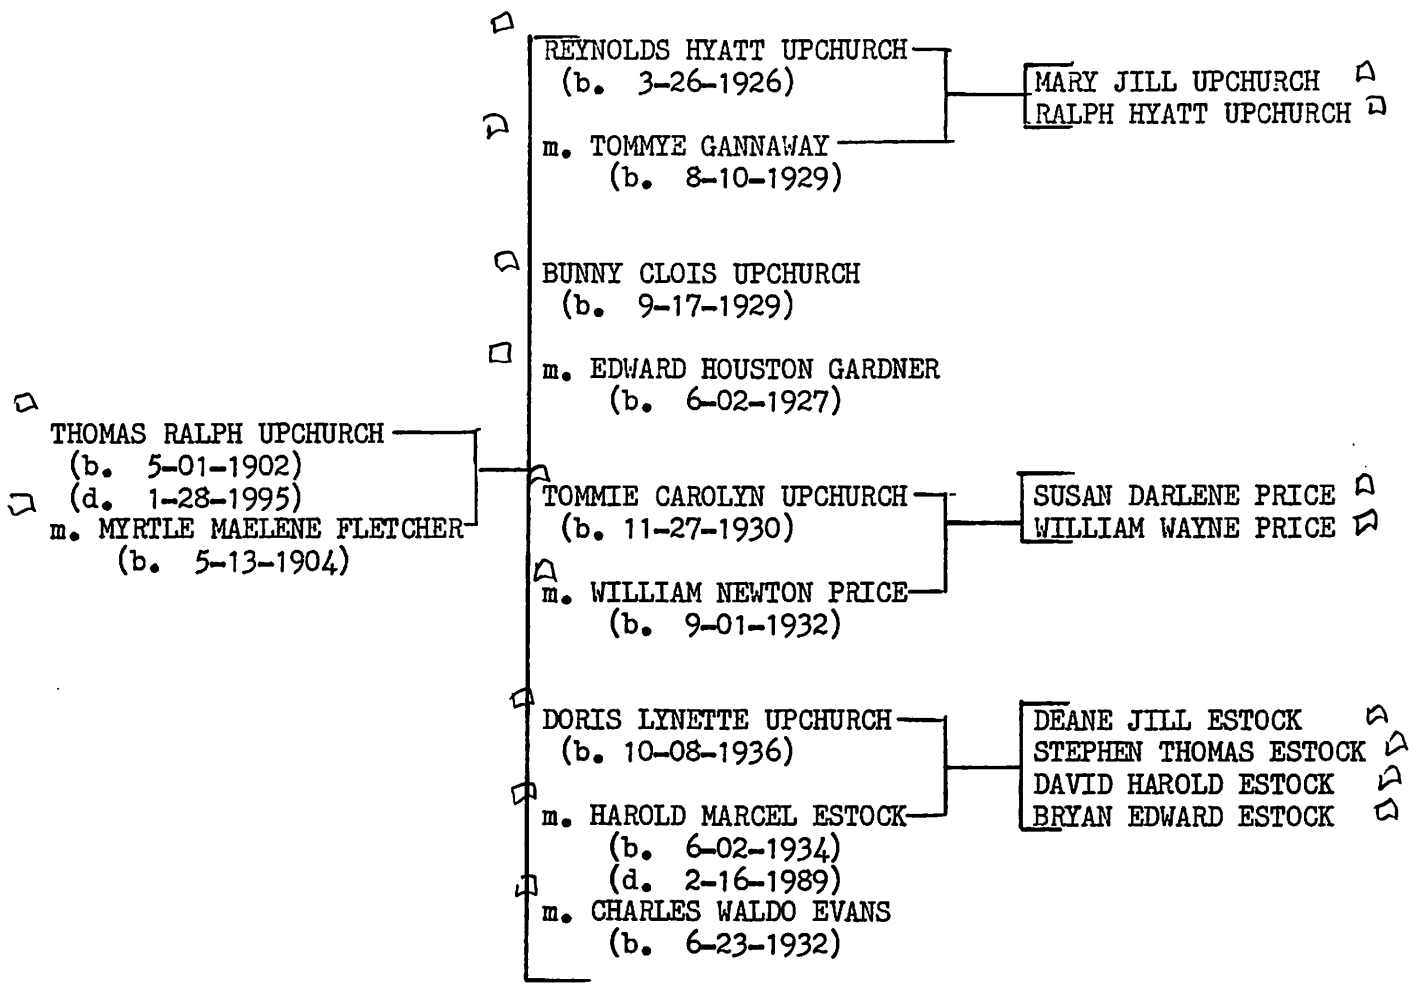 REYNOLDS HYATT UPCHURCH
(b. 3-26-1926)
m. TOMMYE GANNAWAY
(b. 8-10-1929)
MARY JILL UPCHURCH
RALPH HYATT UPCHURCH
BUNNY CLOIS UPCHURCH
(b. 9-17-1929)
m. EDWARD HOUSTON GARDNER
(b. 6-02-1927)
THOMAS RALPH UPCHURCH
(b. 5-01-1902)
(d. 1-28-1995)
m. MYRTLE MAELENE FLETCHER
(b. 5-13-1904)
TOMMIE CAROLYN UPCHURCH
(b. 11-27-1930)
m. WILLIAM NEWTON PRICE
(b. 9-01-1932)
SUSAN DARLENE PRICE
WILLIAM WAYNE PRICE
DORIS LYNETTE UPCHURCH
(b. 10-08-1936)
m. HAROLD MARCEL ESTOCK
(b. 6-02-1934)
(d. 2-16-1989)
m. CHARLES WALDO EVANS
(b. 6-23-1932)
DEANE JILL ESTOCK
STEPHEN THOMAS ESTOCK
DAVID HAROLD ESTOCK
BRYAN EDWARD ESTOCK